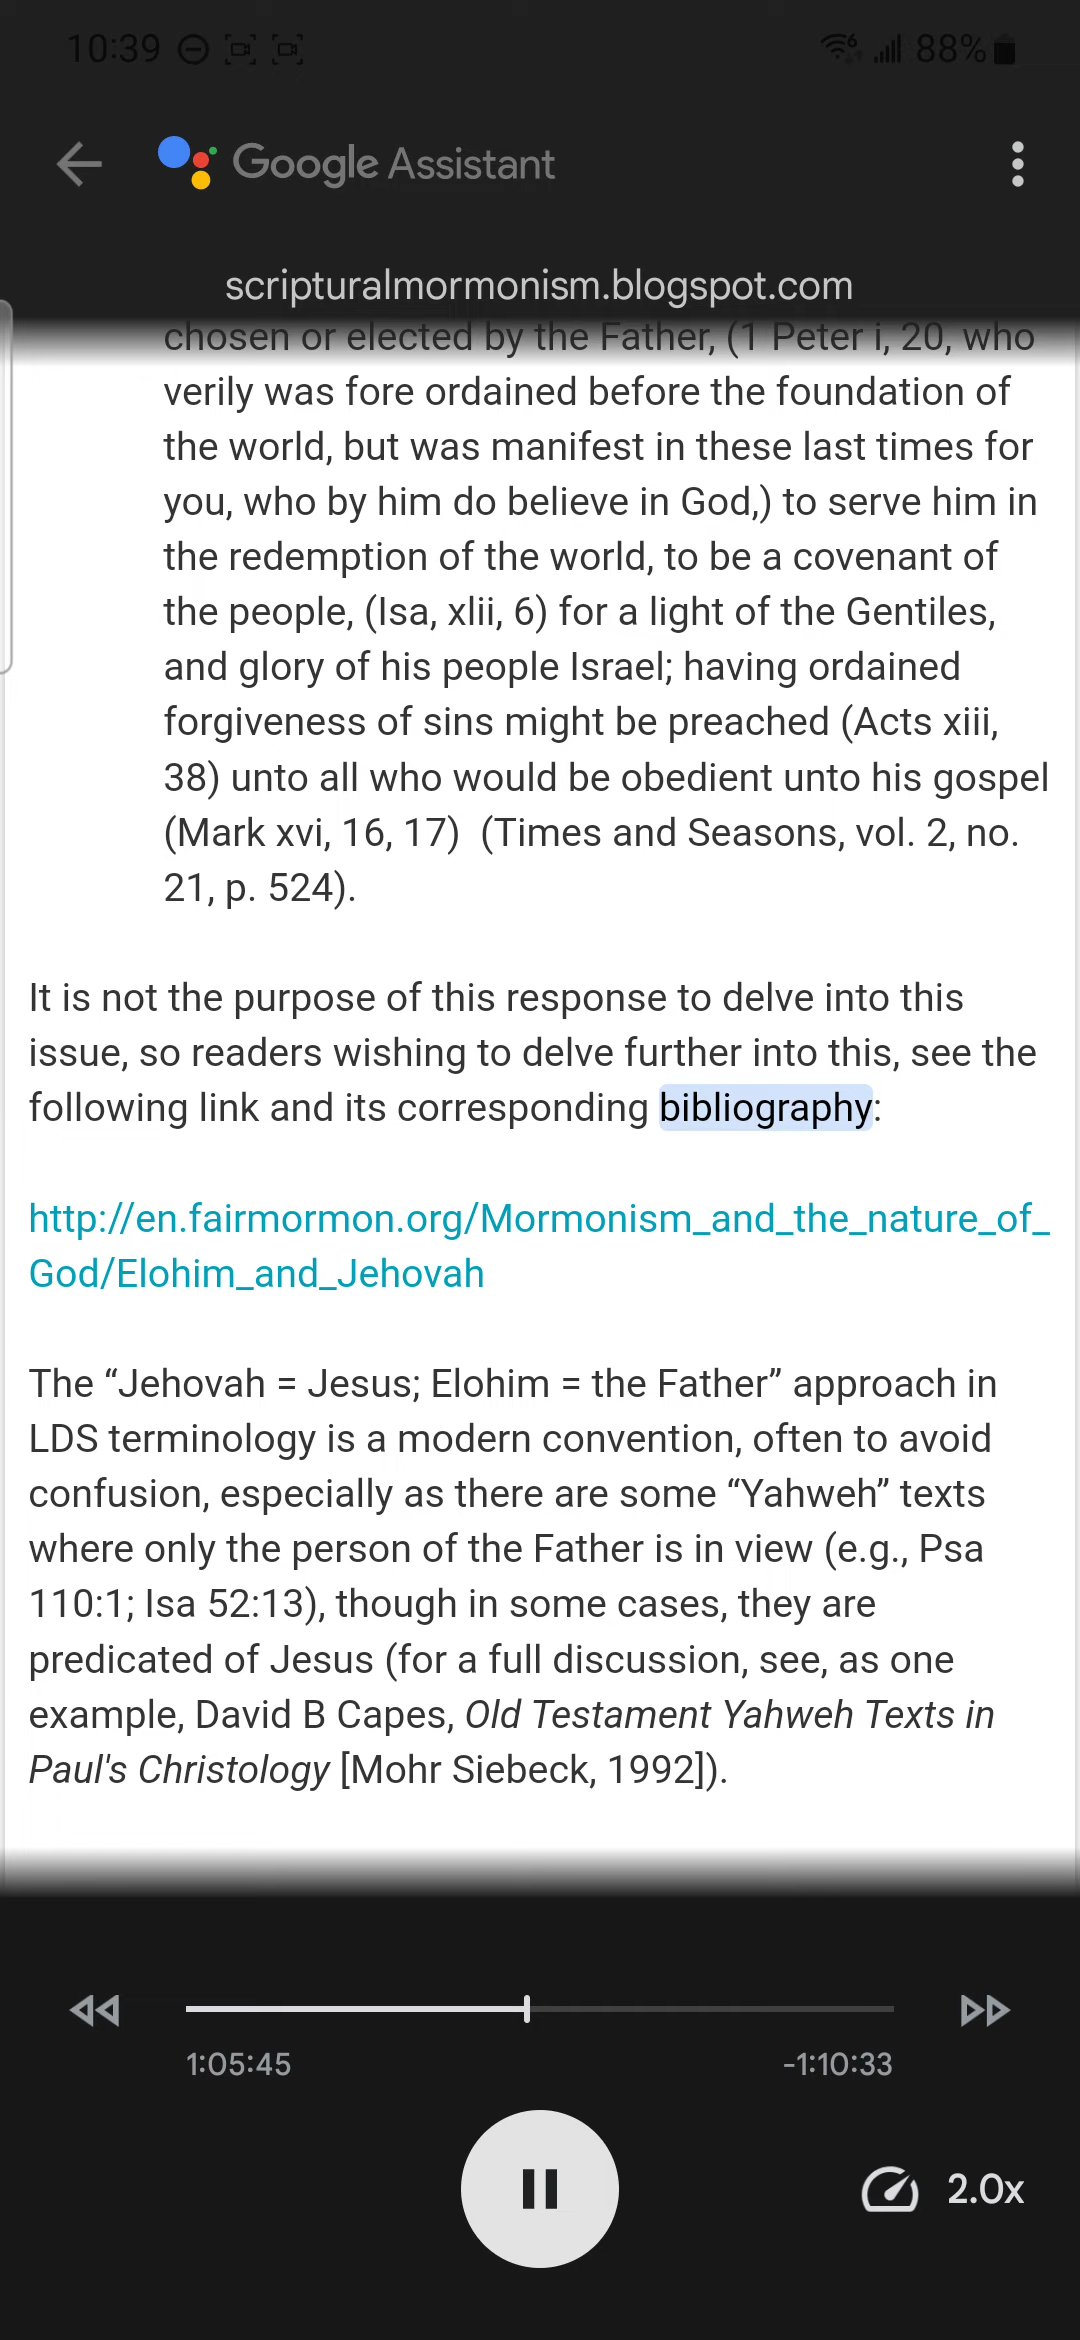 10:39
6
88%
Google Assistant
scripturalmormonism.blogspot.com
chosen or elected by the Father, (1 Peter i, 20, who
verily was fore ordained before the foundation of
the world, but was manifest in these last times for
you, who by him do believe in God,) to serve him in
the redemption of the world, to be a covenant of
the people, (Isa, xlii, 6) for a light of the Gentiles,
and glory of his people Israel; having ordained
forgiveness of sins might be preached (Acts xiii,
38) unto all who would be obedient unto his gospel
(Mark xvi, 16, 17)  (Times and Seasons, vol. 2, no.
21, p. 524).
It is not the purpose of this response to delve into this
issue, so readers wishing to delve further into this, see the
following link and its corresponding bibliography:
http://en.fairmormon.org/Mormonism_and_the_nature_of_
God/Elohim_and_Jehovah
The “Jehovah = Jesus; Elohim = the Father” approach in
LDS terminology is a modern convention, often to avoid
confusion, especially as there are some “Yahweh” texts
where only the person of the Father is in view (e.g., Psa
110:1; Isa 52:13), though in some cases, they are
predicated of Jesus (for a full discussion, see, as one
example, David B Capes, Old Testament Yahweh Texts in
Paul's Christology [Mohr Siebeck, 1992]).
1:05:45
-1:10:33
2.0x